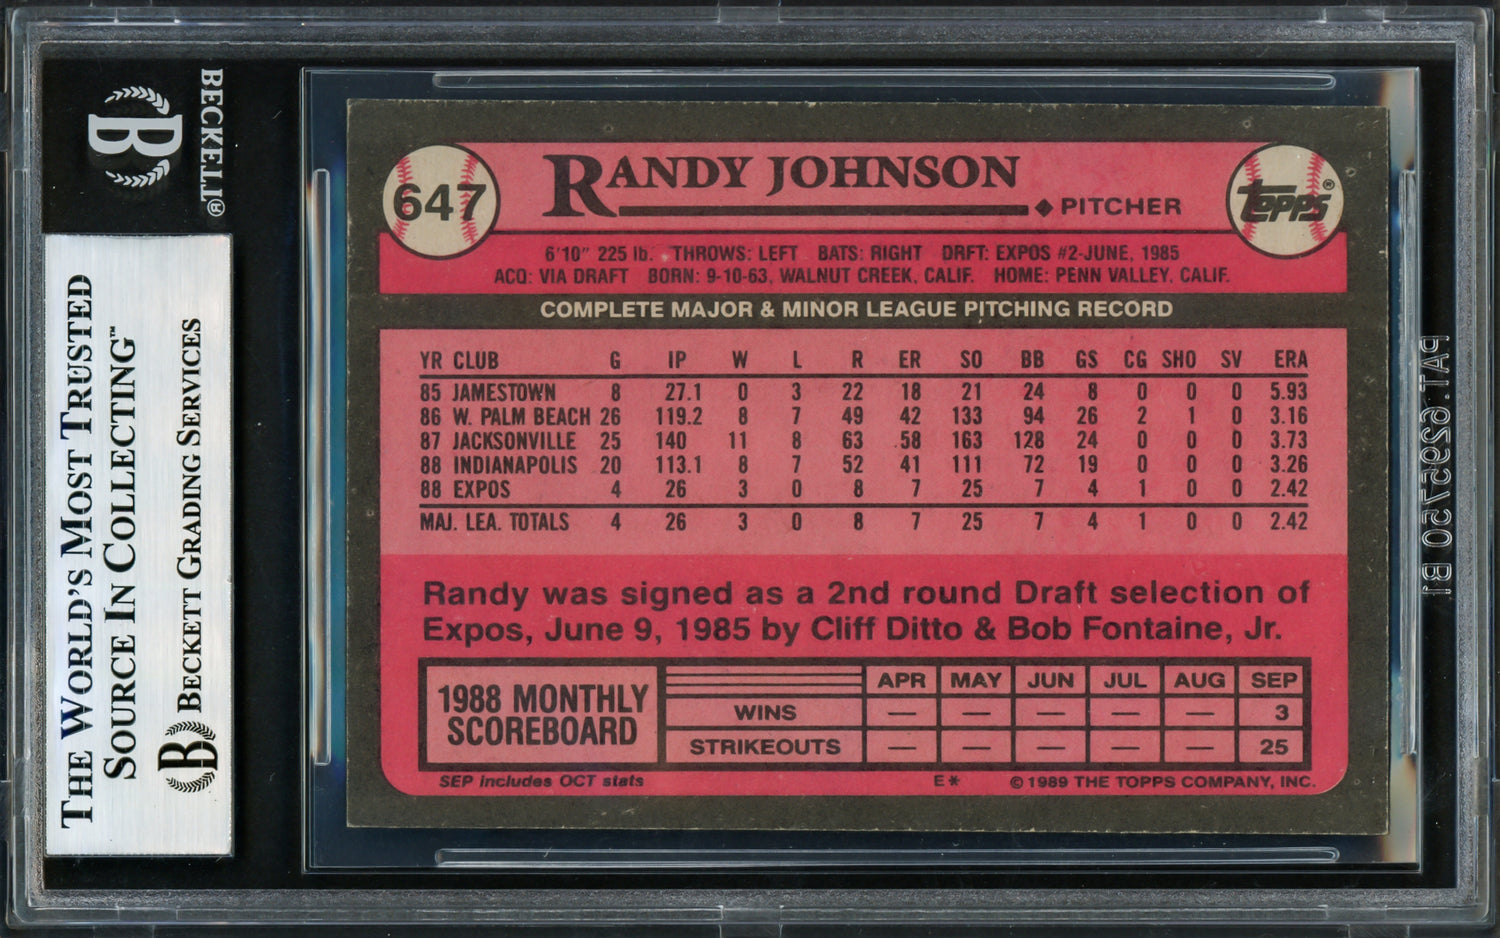 BECKETT®
THE WORLD'S MOST TRUSTED
SOURCE IN COLLECTING™
BECKETT GRADING SERVICES
B
B
647
RANDY JOHNSON
◆ PITCHER
TOPPS®
6'10" 225 lb. THROWS: LEFT BATS: RIGHT DRFT: EXPOS #2-JUNE, 1985
ACQ: VIA DRAFT BORN: 9-10-63, WALNUT CREEK, CALIF. HOME: PENN VALLEY, CALIF.
COMPLETE MAJOR & MINOR LEAGUE PITCHING RECORD
YR CLUB G IP W L R ER SO BB GS CG SHO SV ERA
85 JAMESTOWN 8 27.1 0 3 22 18 21 24 8 0 0 0 5.93
86 W. PALM BEACH 26 119.2 8 7 49 42 133 94 26 2 1 0 3.16
87 JACKSONVILLE 25 140 11 8 63 58 163 128 24 0 0 0 3.73
88 INDIANAPOLIS 20 113.1 8 7 52 41 111 72 19 0 0 0 3.26
88 EXPOS 4 26 3 0 8 7 25 7 4 1 0 0 2.42
MAJ. LEA. TOTALS 4 26 3 0 8 7 25 7 4 1 0 0 2.42
Randy was signed as a 2nd round Draft selection of
Expos, June 9, 1985 by Cliff Ditto & Bob Fontaine, Jr.
1988 MONTHLY
SCOREBOARD
APR MAY JUN JUL AUG SEP
WINS — — — — — 3
STRIKEOUTS — — — — — 25
SEP includes OCT stats
E*
© 1989 THE TOPPS COMPANY, INC.
PAT. 6295750 B1